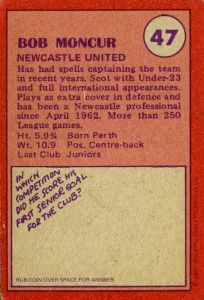 BOB MONCUR
47
NEWCASTLE UNITED
Has had spells captaining the team
in recent years. Scot with Under-23
and full International appearances.
Plays as extra cover in defence and
has been a Newcastle professional
since April 1962. More than 250
League games.
Ht. 5.9¾ Born Perth
Wt. 10.9 Pos. Centre-back
Last Club Juniors
IN
WHICH
COMPETITION
DID HE SCORE HIS
FIRST SENIOR GOAL
FOR THE CLUB?
RUB COIN OVER SPACE FOR ANSWER